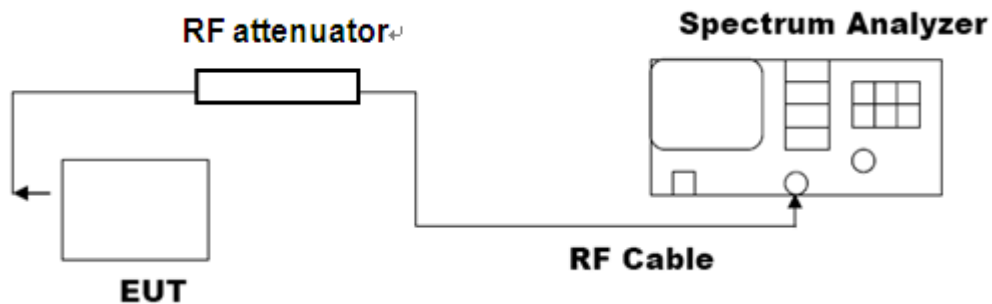 RF attenuator↵
Spectrum Analyzer
RF Cable
EUT